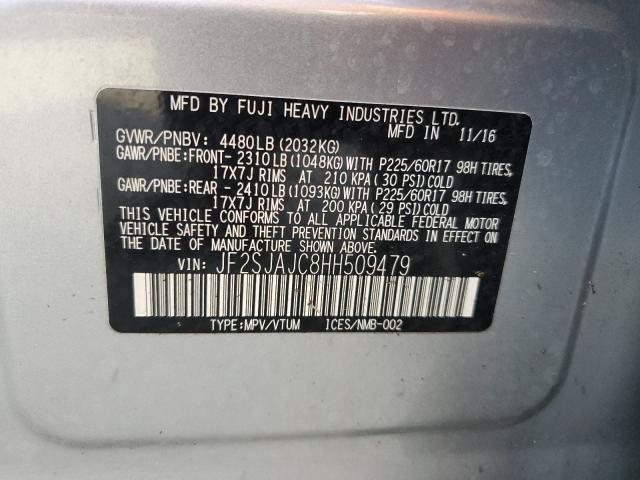 MFD BY FUJI HEAVY INDUSTRIES LTD.
MFD IN 11/16
GVWR/PNBV: 4480LB(2032KG)
GAWR/PNBE:FRONT- 2310LB(1048KG)WITH P225/60R17 98H TIRES,
17X7J RIMS AT 210 KPA(30 PSI)COLD
GAWR/PNBE:REAR - 2410LB(1093KG)WITH P225/60R17 98H TIRES,
17X7J RIMS AT 200 KPA(29 PSI)COLD
THIS VEHICLE CONFORMS TO ALL APPLICABLE FEDERAL MOTOR
VEHICLE SAFETY AND THEFT PREVENTION STANDARDS IN EFFECT ON
THE DATE OF MANUFACTURE SHOWN ABOVE.
VIN: JF2SJAJC8HH509479
TYPE:MPV/VTUM ICES/NMB-002